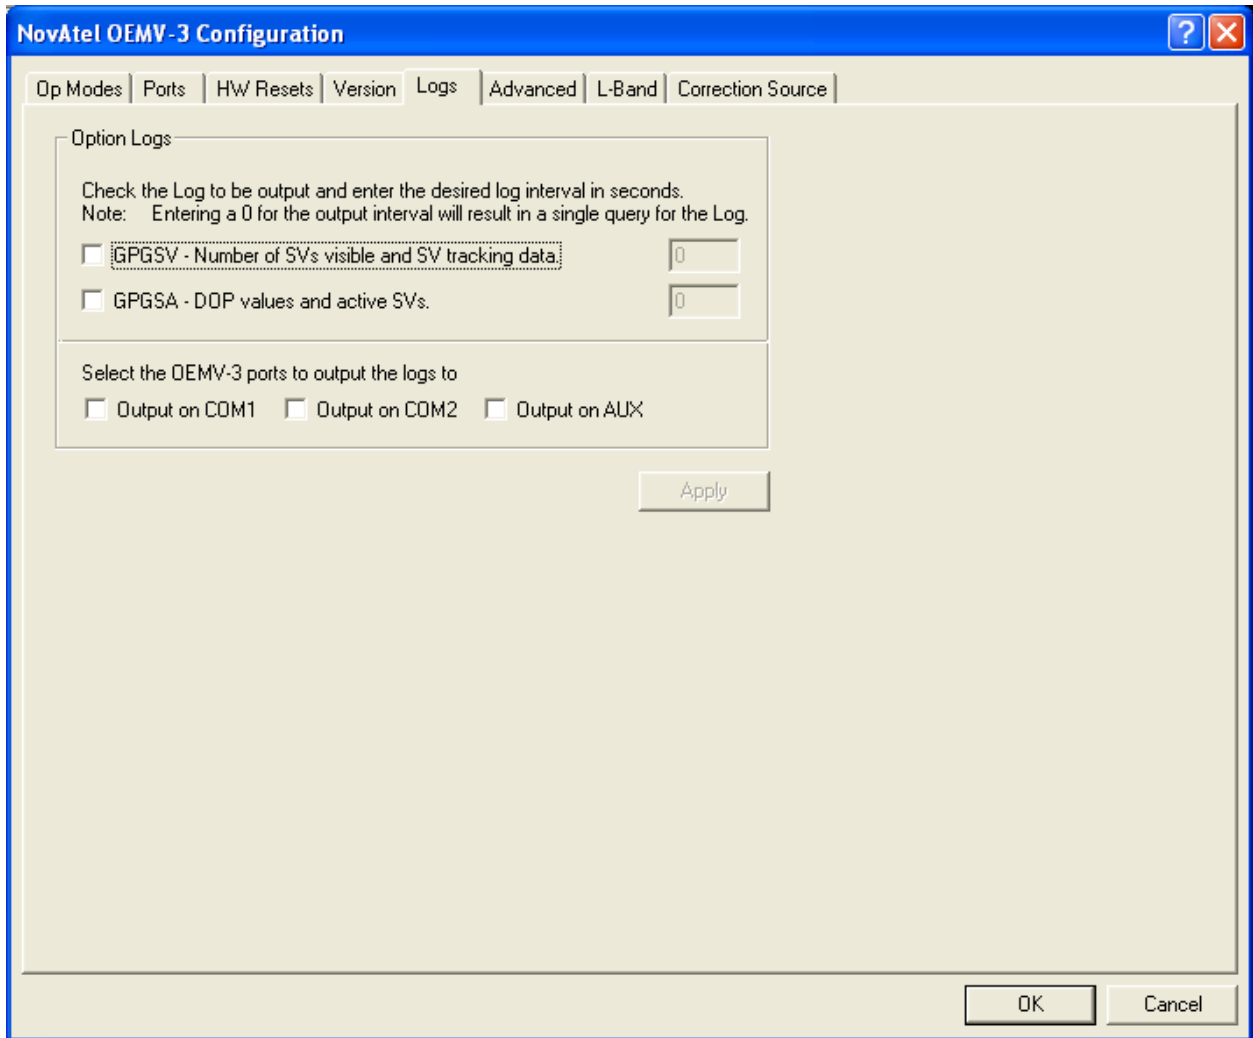 NovAtel OEMV-3 Configuration
Op Modes Ports HW Resets Version Logs Advanced L-Band Correction Source
Option Logs
Check the Log to be output and enter the desired log interval in seconds.
Note: Entering a 0 for the output interval will result in a single query for the Log.
GPGSV - Number of SVs visible and SV tracking data. 0
GPGSA - DOP values and active SVs. 0
Select the OEMV-3 ports to output the logs to
Output on COM1 Output on COM2 Output on AUX
Apply
OK Cancel